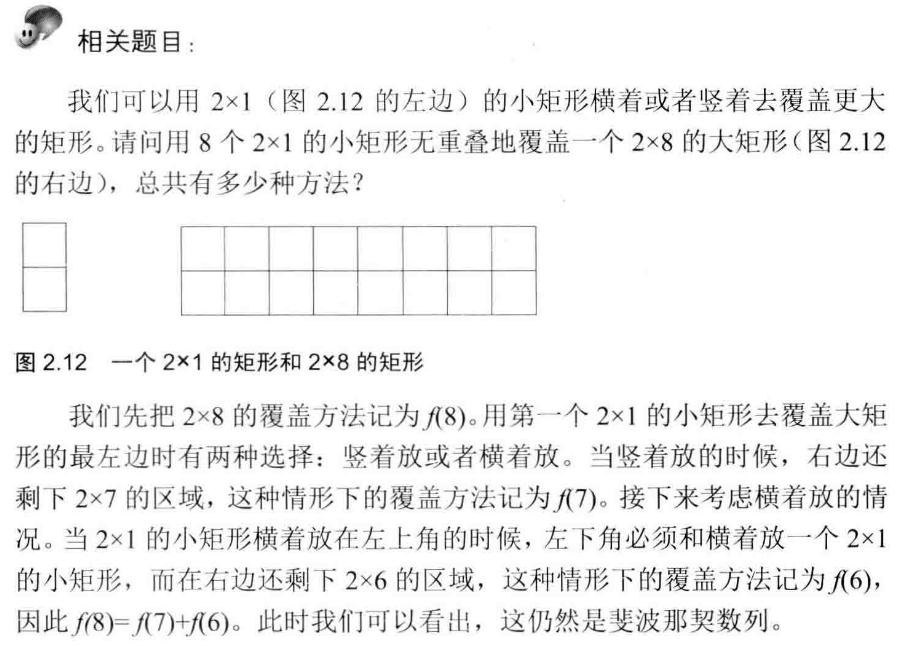 相关题目：
我们可以用 2×1（图 2.12 的左边）的小矩形横着或者竖着去覆盖更大
的矩形。请问用 8 个 2×1 的小矩形无重叠地覆盖一个 2×8 的大矩形（图 2.12
的右边），总共有多少种方法？
图 2.12 一个 2×1 的矩形和 2×8 的矩形
我们先把 2×8 的覆盖方法记为 f(8)。用第一个 2×1 的小矩形去覆盖大矩
形的最左边时有两种选择：竖着放或者横着放。当竖着放的时候，右边还
剩下 2×7 的区域，这种情形下的覆盖方法记为 f(7)。接下来考虑横着放的情
况。当 2×1 的小矩形横着放在左上角的时候，左下角必须和横着放一个 2×1
的小矩形，而在右边还剩下 2×6 的区域，这种情形下的覆盖方法记为 f(6)，
因此 f(8)= f(7)+f(6)。此时我们可以看出，这仍然是斐波那契数列。